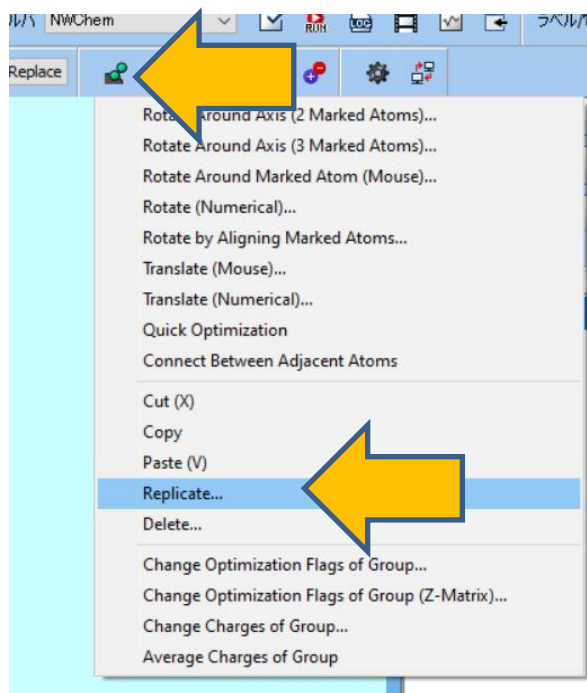 ルバ NWChem RUN LOG ラベル/
Replace
Rotate Around Axis (2 Marked Atoms)...
Rotate Around Axis (3 Marked Atoms)...
Rotate Around Marked Atom (Mouse)...
Rotate (Numerical)...
Rotate by Aligning Marked Atoms...
Translate (Mouse)...
Translate (Numerical)...
Quick Optimization
Connect Between Adjacent Atoms
Cut (X)
Copy
Paste (V)
Replicate...
Delete...
Change Optimization Flags of Group...
Change Optimization Flags of Group (Z-Matrix)...
Change Charges of Group...
Average Charges of Group